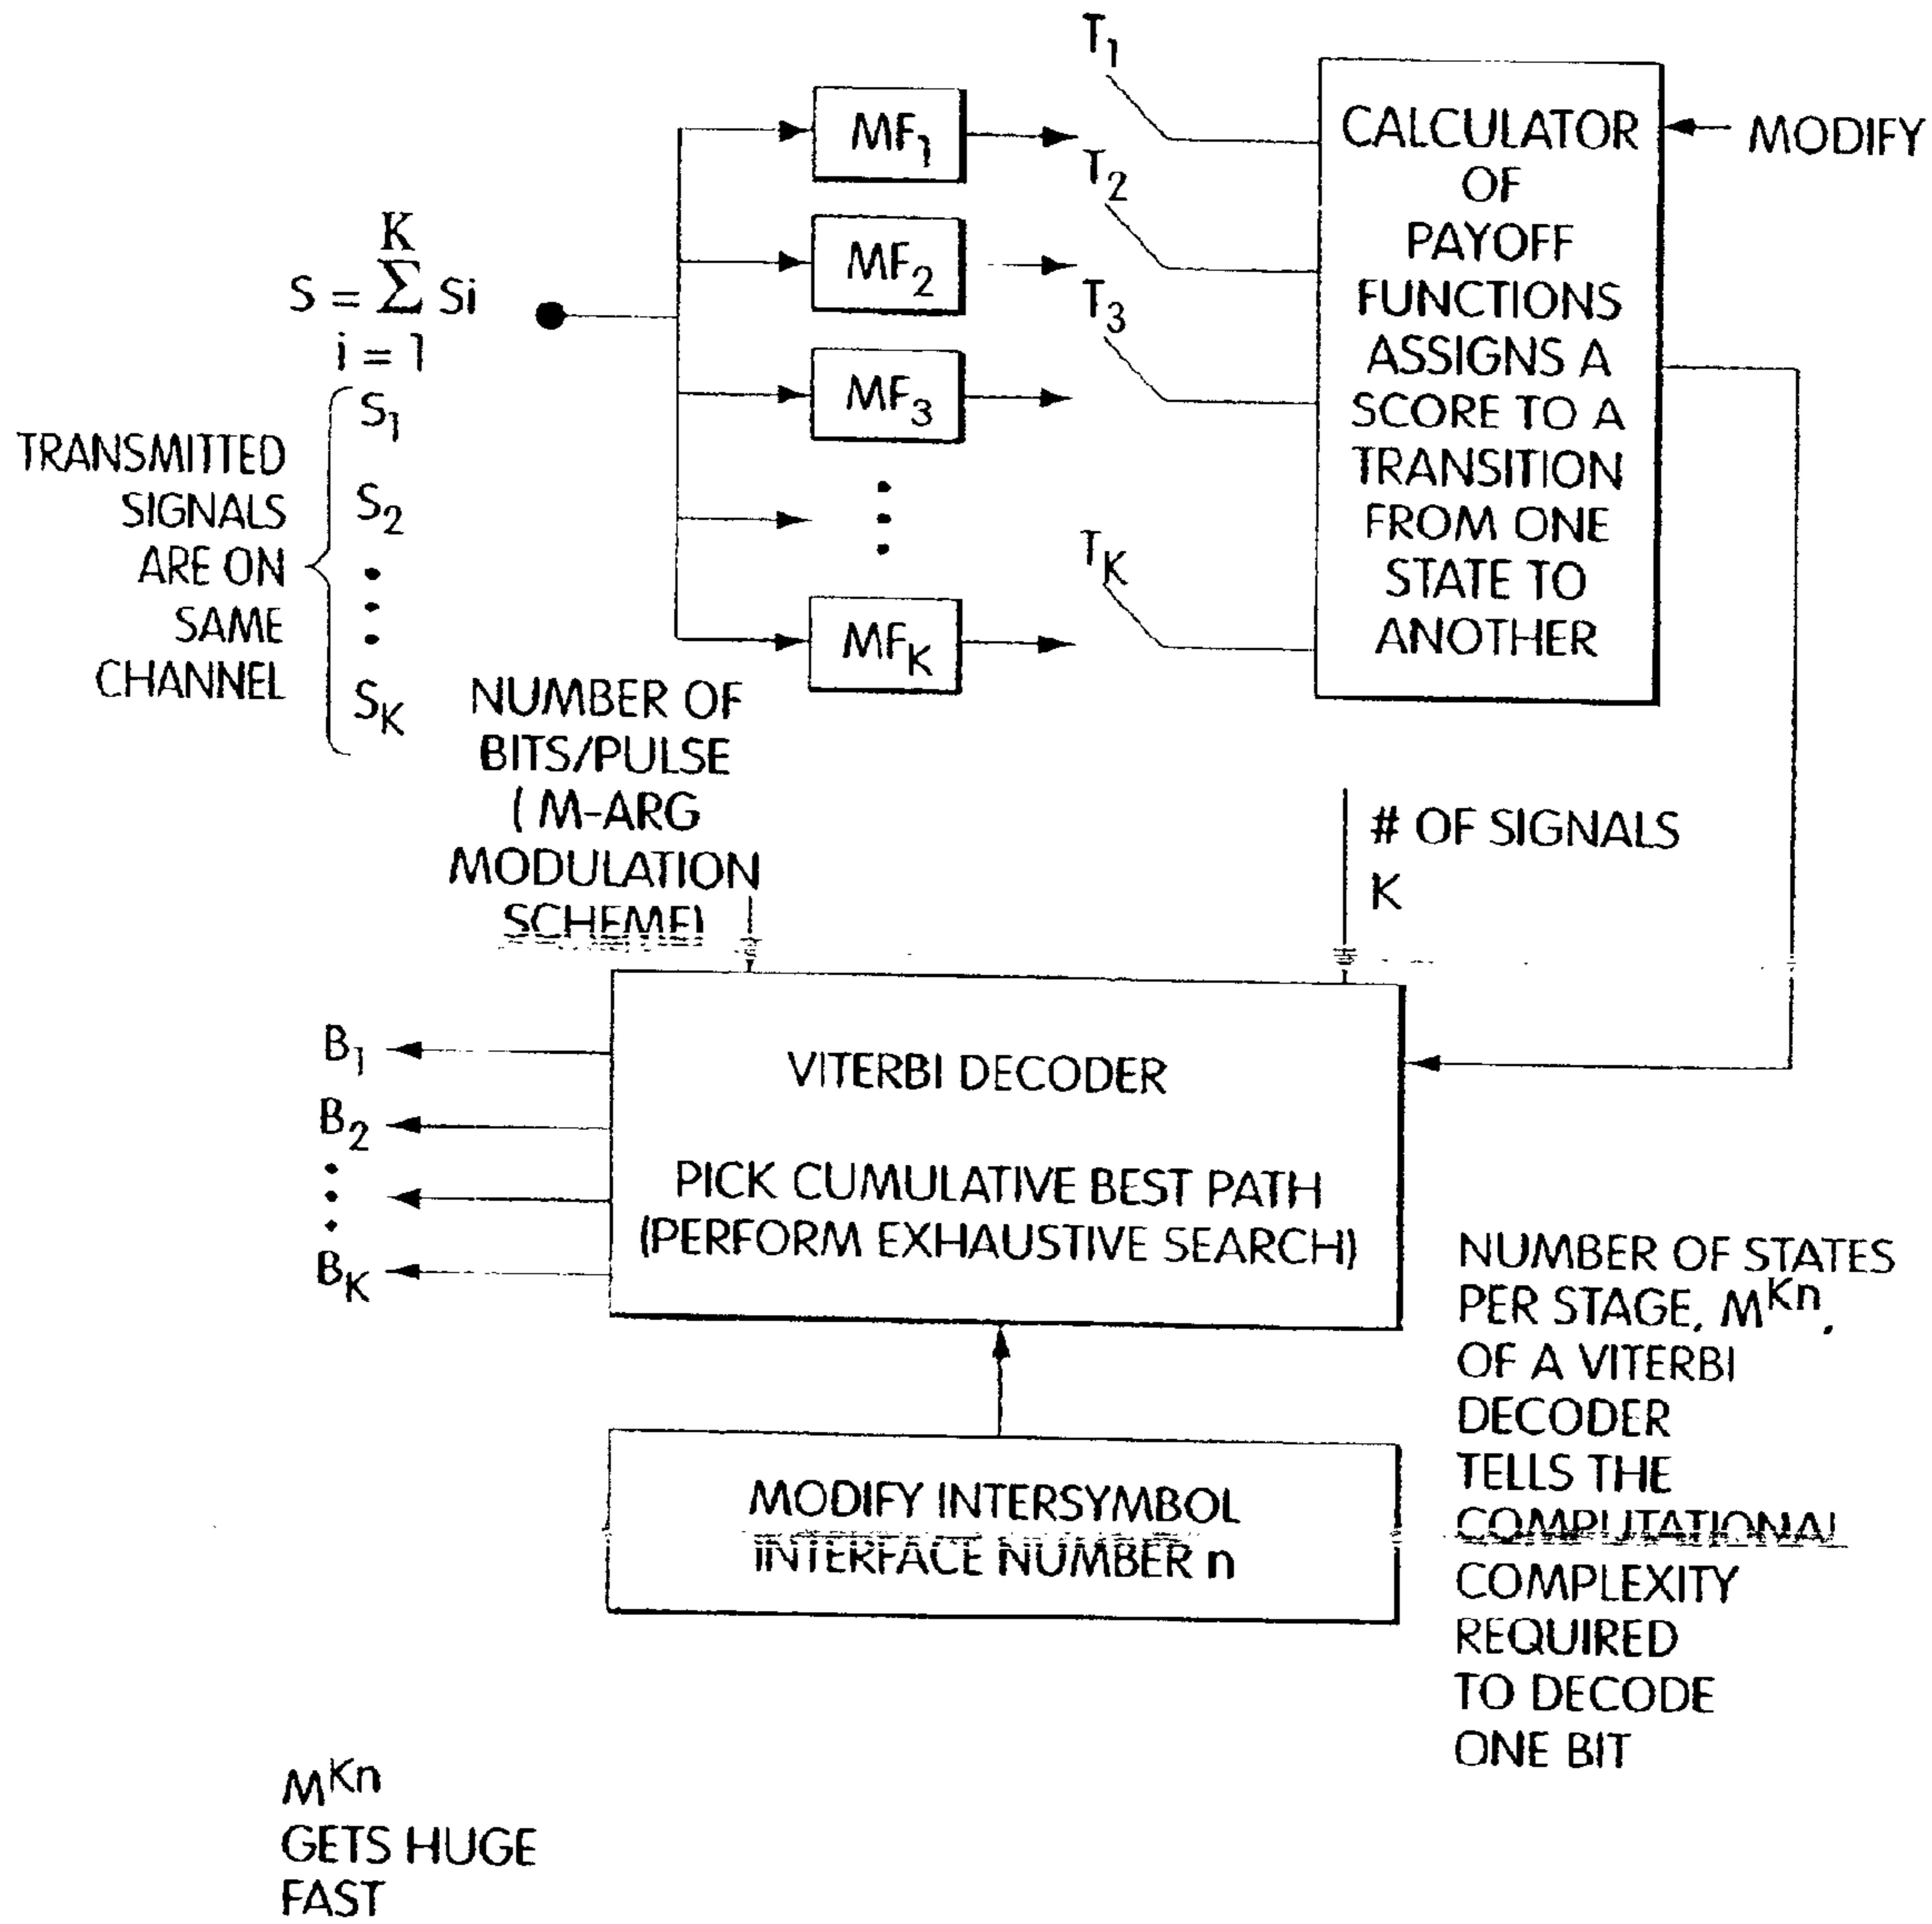 T1
MF1
T2
MF2
T3
MF3
TK
MFK
CALCULATOR
OF
PAYOFF
FUNCTIONS
ASSIGNS A
SCORE TO A
TRANSITION
FROM ONE
STATE TO
ANOTHER
MODIFY
K
S = Σ Si
i = 1
TRANSMITTED
SIGNALS
ARE ON
SAME
CHANNEL
S1
S2
SK
NUMBER OF
BITS/PULSE
( M-ARG
MODULATION
SCHEME)
# OF SIGNALS
K
B1
B2
BK
VITERBI DECODER
PICK CUMULATIVE BEST PATH
(PERFORM EXHAUSTIVE SEARCH)
MODIFY INTERSYMBOL
INTERFACE NUMBER n
NUMBER OF STATES
PER STAGE, M^Kn,
OF A VITERBI
DECODER
TELLS THE
COMPUTATIONAL
COMPLEXITY
REQUIRED
TO DECODE
ONE BIT
M^Kn
GETS HUGE
FAST